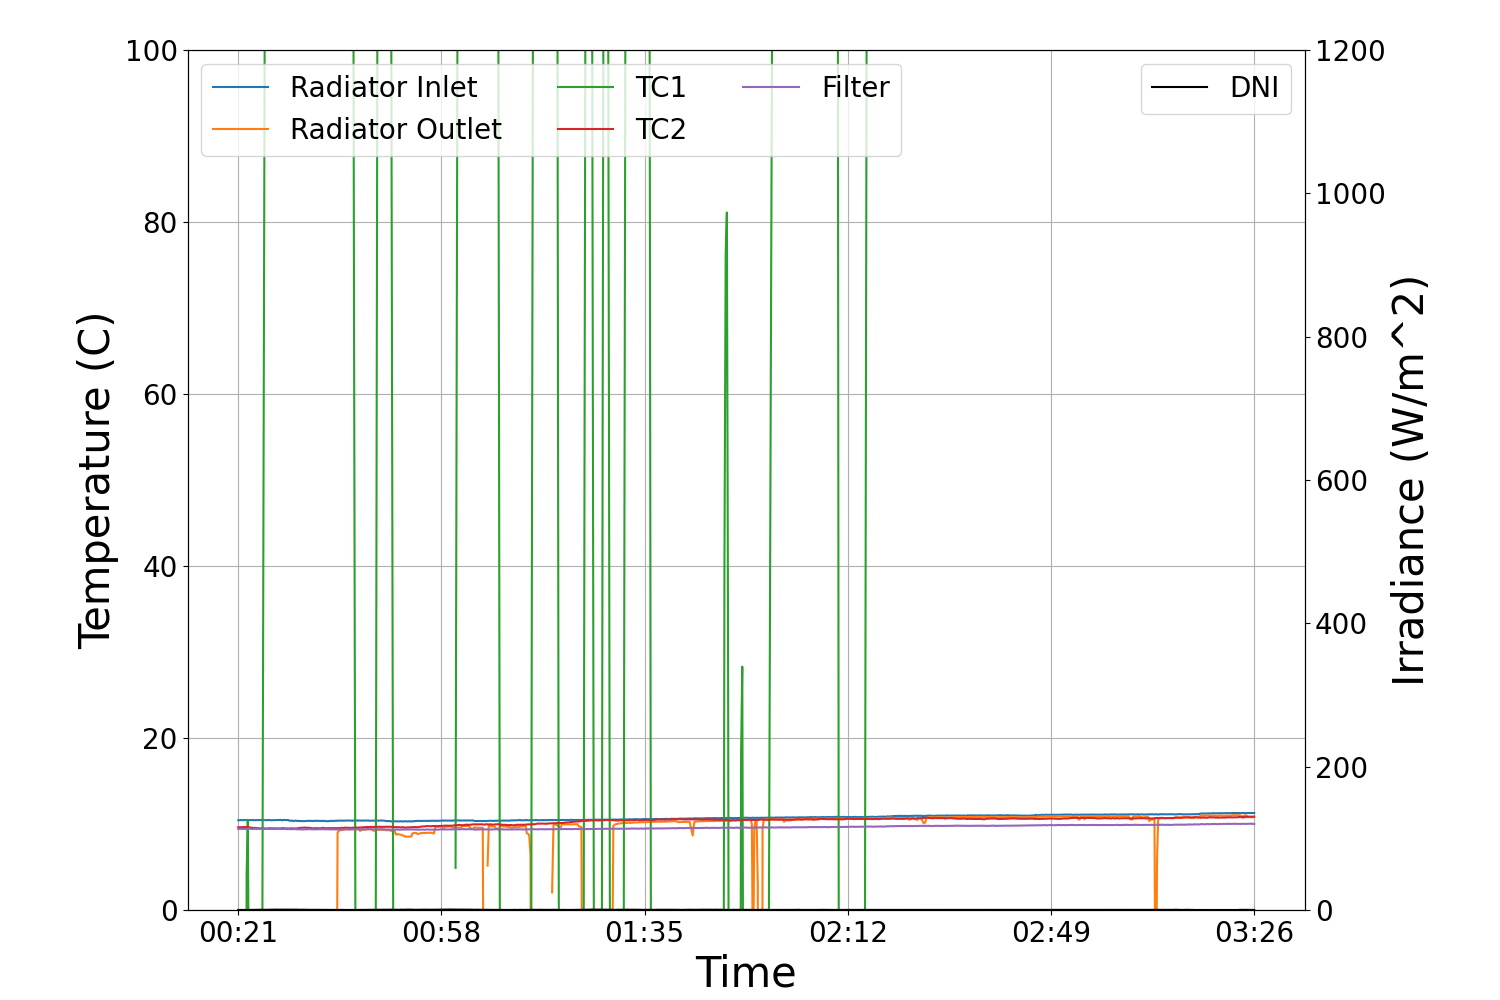 100
80
60
40
20
0
Temperature (C)
Radiator Inlet
Radiator Outlet
TC1
TC2
Filter
DNI
1200
1000
800
600
400
200
0
Irradiance (W/m^2)
00:21
00:58
01:35
02:12
02:49
03:26
Time